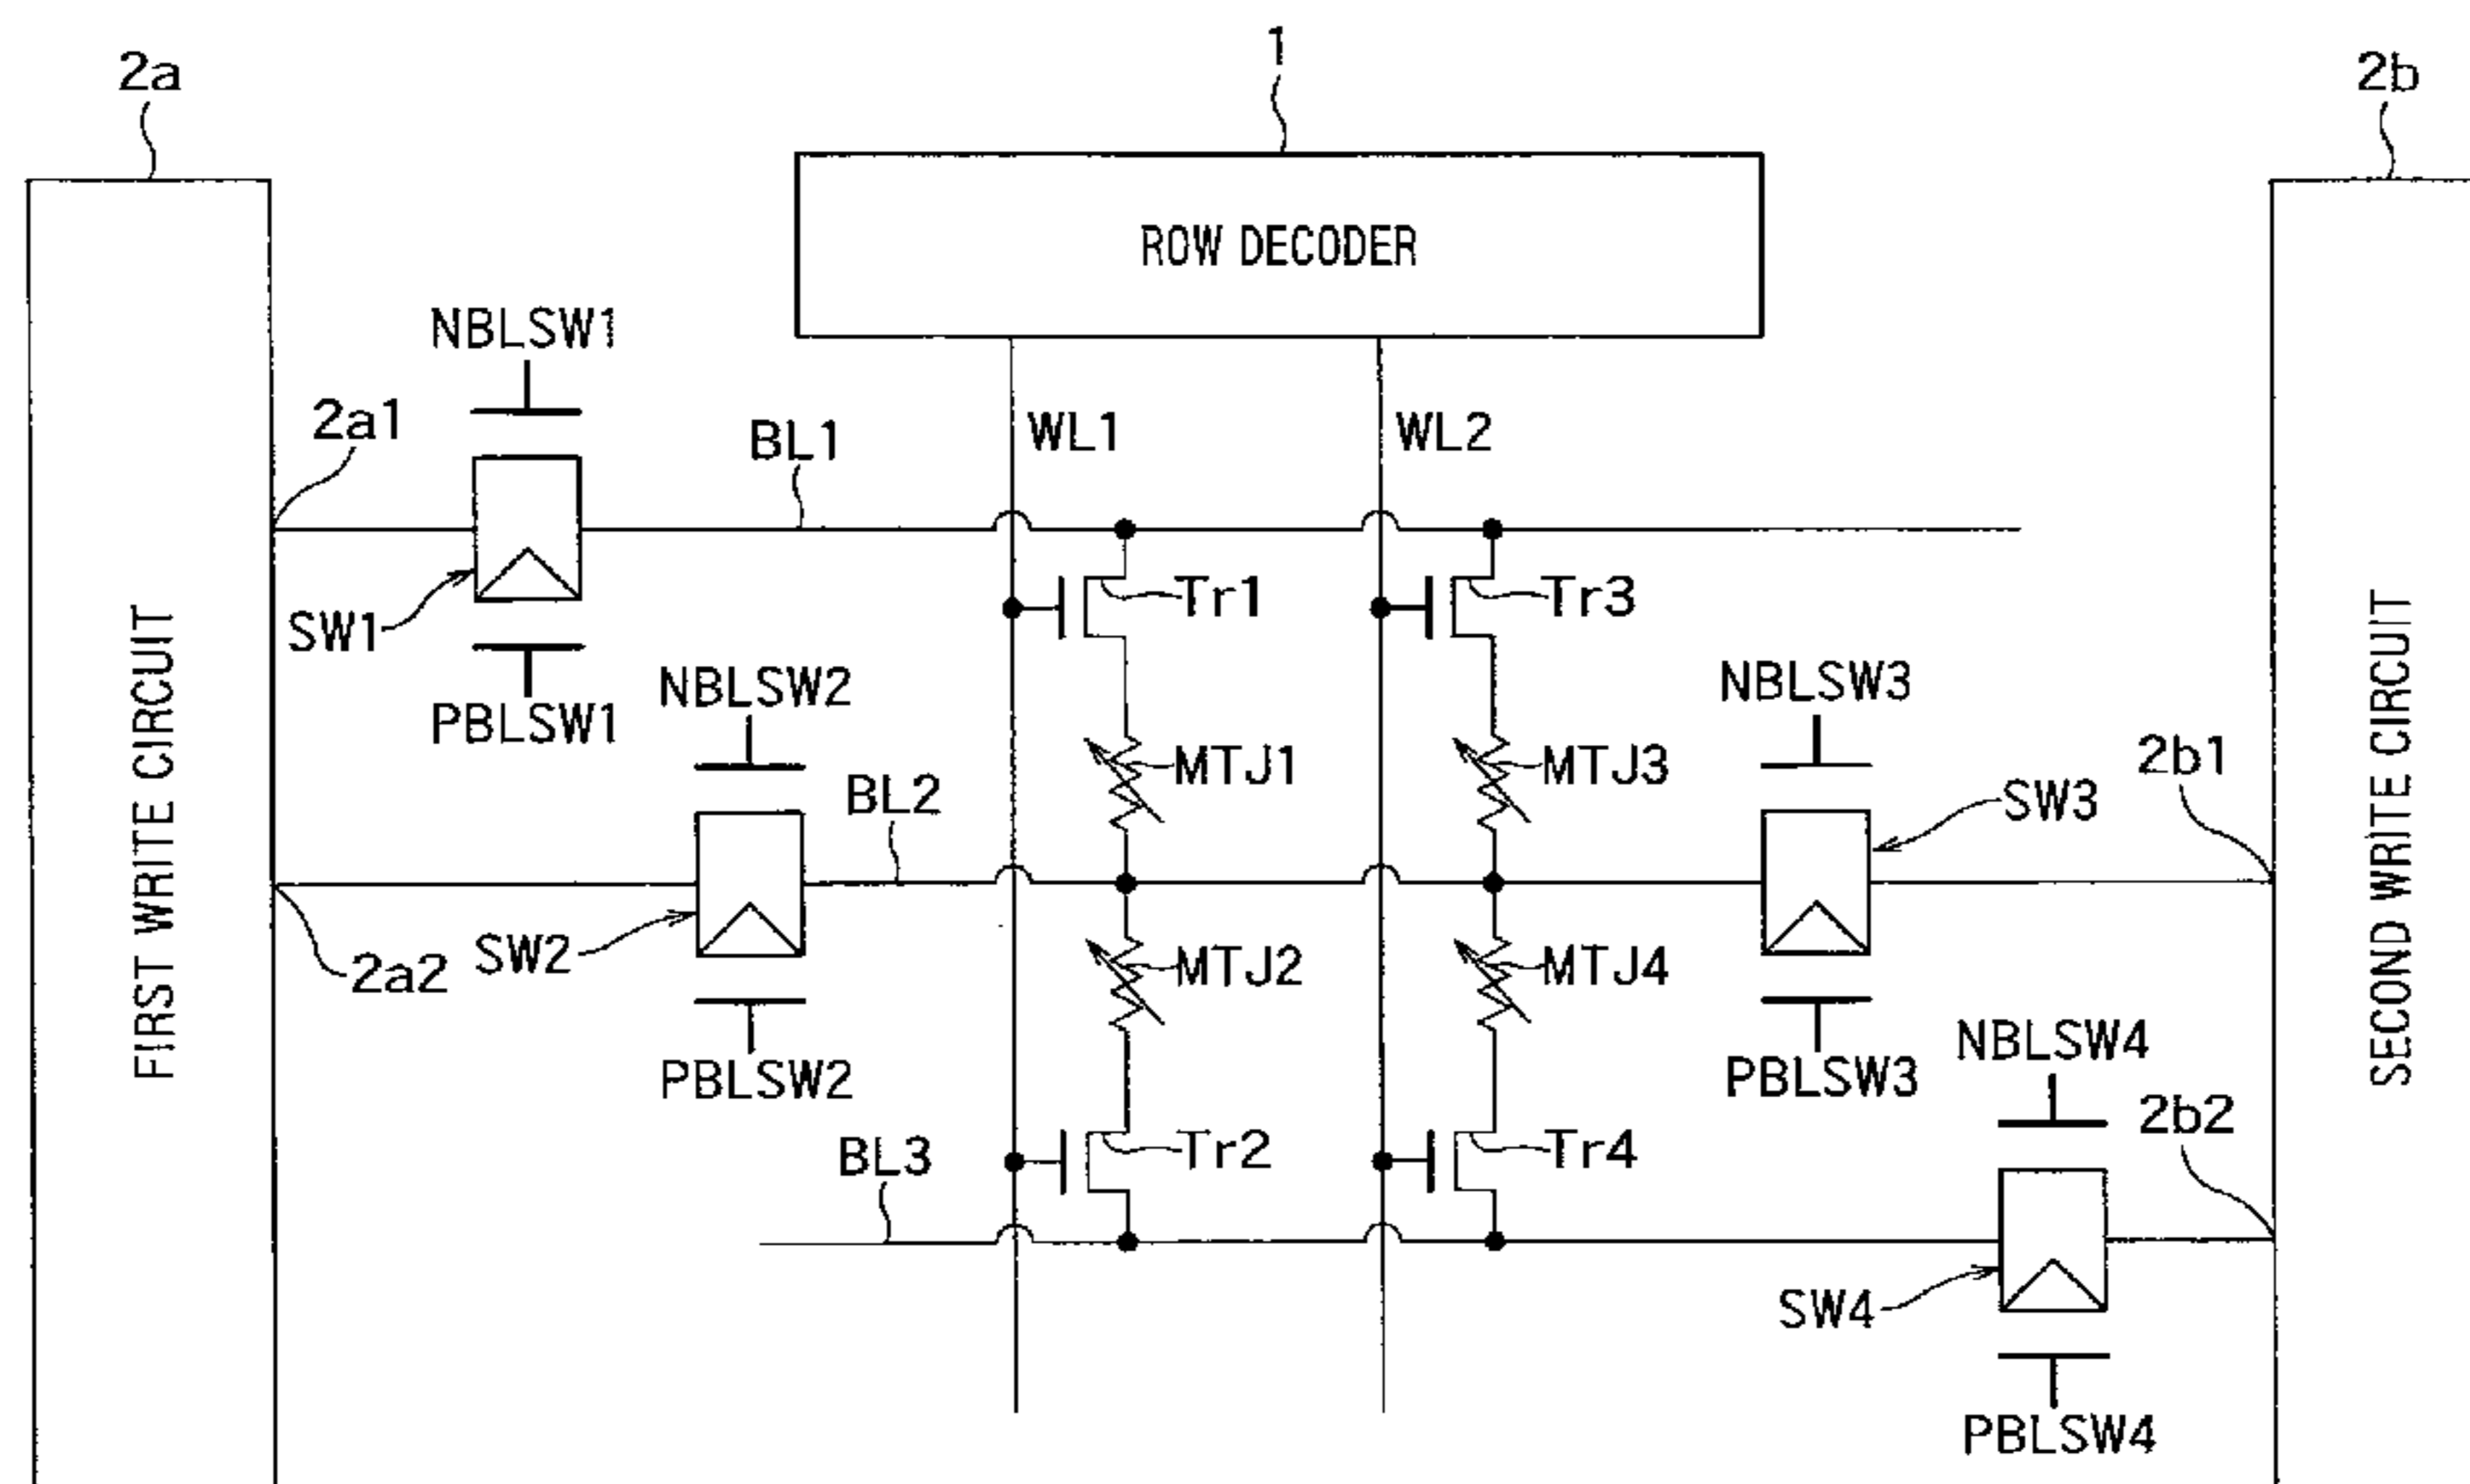 1
2a
2b
ROW DECODER
NBLSW1
2a1
BL1
WL1
WL2
SW1
Tr1
Tr3
PBLSW1
NBLSW2
NBLSW3
MTJ1
MTJ3
2b1
BL2
SW3
FIRST WRITE CIRCUIT
SECOND WRITE CIRCUIT
2a2
SW2
MTJ2
MTJ4
PBLSW2
PBLSW3
NBLSW4
2b2
BL3
Tr2
Tr4
SW4
PBLSW4